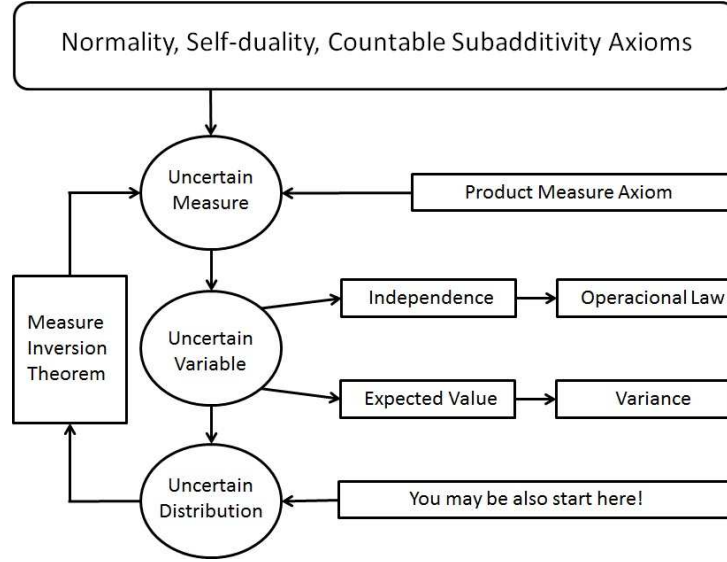 Normality, Self-duality, Countable Subadditivity Axioms
Uncertain
Measure
Product Measure Axiom
Measure
Inversion
Theorem
Uncertain
Variable
Independence
Operacional Law
Expected Value
Variance
Uncertain
Distribution
You may be also start here!